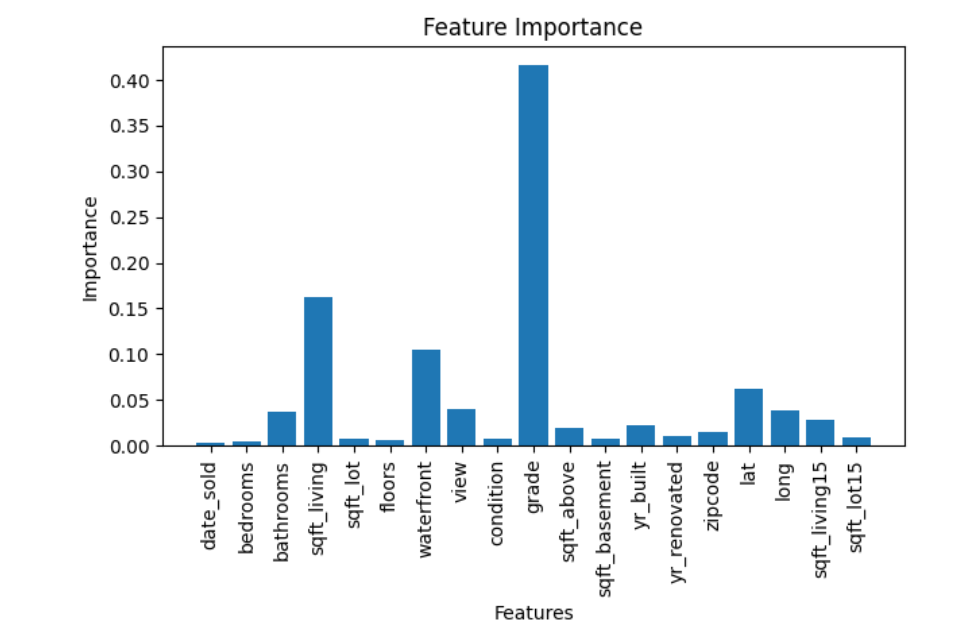 Feature Importance
Importance
0.40
0.35
0.30
0.25
0.20
0.15
0.10
0.05
0.00
date_sold
bedrooms
bathrooms
sqft_living
sqft_lot
floors
waterfront
view
condition
grade
sqft_above
sqft_basement
yr_built
yr_renovated
zipcode
lat
long
sqft_living15
sqft_lot15
Features